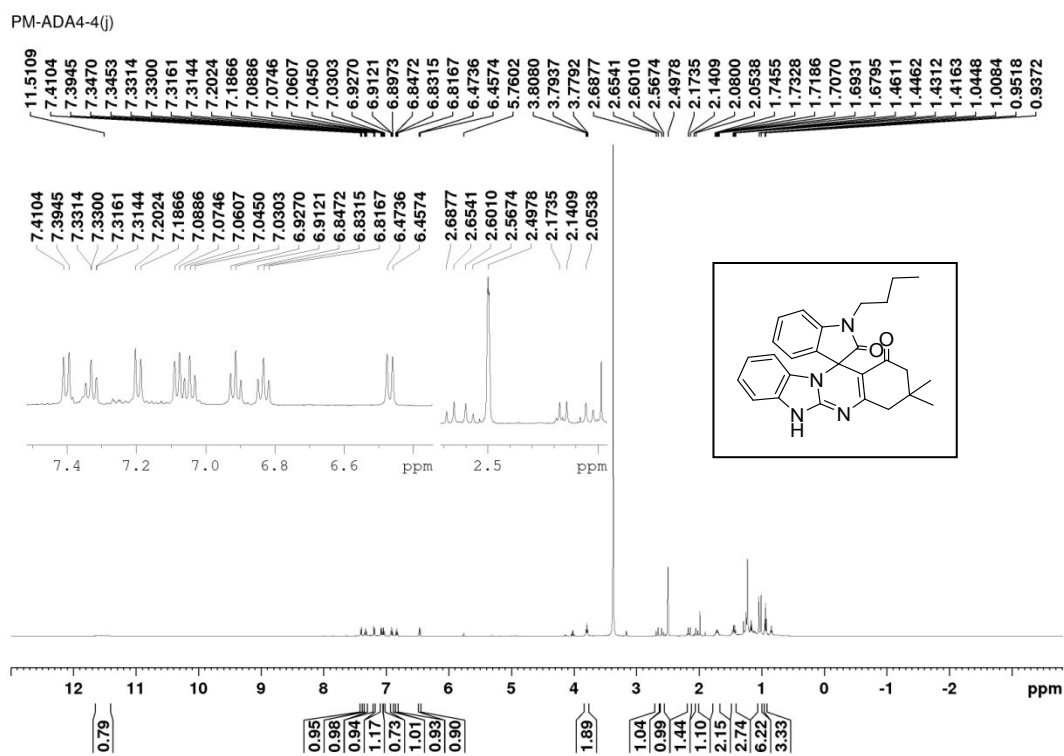 PM-ADA4-4(j)
11.5109 7.4104 7.3945 7.3470 7.3453 7.3314 7.3300 7.3161 7.3144 7.2024 7.1866 7.0886 7.0746 7.0607 7.0450 7.0303 6.9270 6.9121 6.8973 6.8472 6.8315 6.8167 6.4736 6.4574 5.7602 3.8080 3.7937 3.7792 2.6877 2.6541 2.6010 2.5674 2.4978 2.1735 2.1409 2.0800 2.0538 1.7455 1.7328 1.7186 1.7070 1.6931 1.6795 1.4611 1.4462 1.4312 1.4163 1.0448 1.0084 0.9518 0.9372
7.4104 7.3945 7.3314 7.3300 7.3161 7.3144 7.2024 7.1866 7.0886 7.0746 7.0607 7.0450 7.0303 6.9270 6.9121 6.8472 6.8315 6.8167 6.4736 6.4574
2.6877 2.6541 2.6010 2.5674 2.4978 2.1735 2.1409 2.0538
7.4 7.2 7.0 6.8 6.6 ppm
2.5 ppm
N
O
O
N
N
H
N
12 11 10 9 8 7 6 5 4 3 2 1 0 -1 -2 ppm
0.79 0.95 0.98 0.94 1.17 0.73 1.01 0.93 0.90 1.89 1.04 0.99 1.44 1.10 2.15 2.74 6.22 3.33